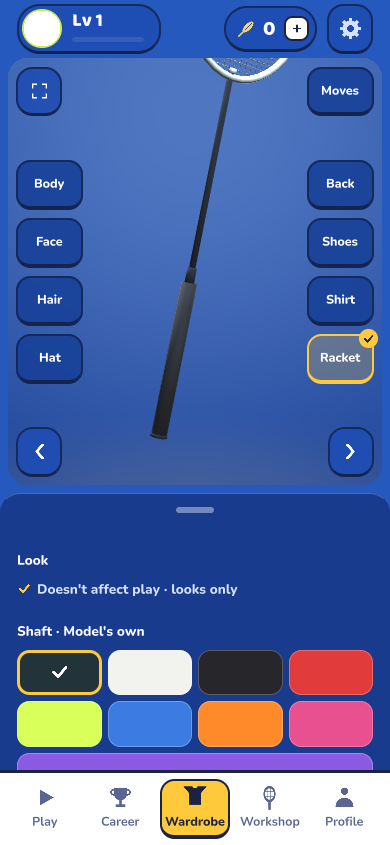 Lv 1
0
+
Moves
Body
Back
Face
Shoes
Hair
Shirt
Hat
Racket
Look
Doesn't affect play · looks only
Shaft · Model's own
Play
Career
Wardrobe
Workshop
Profile